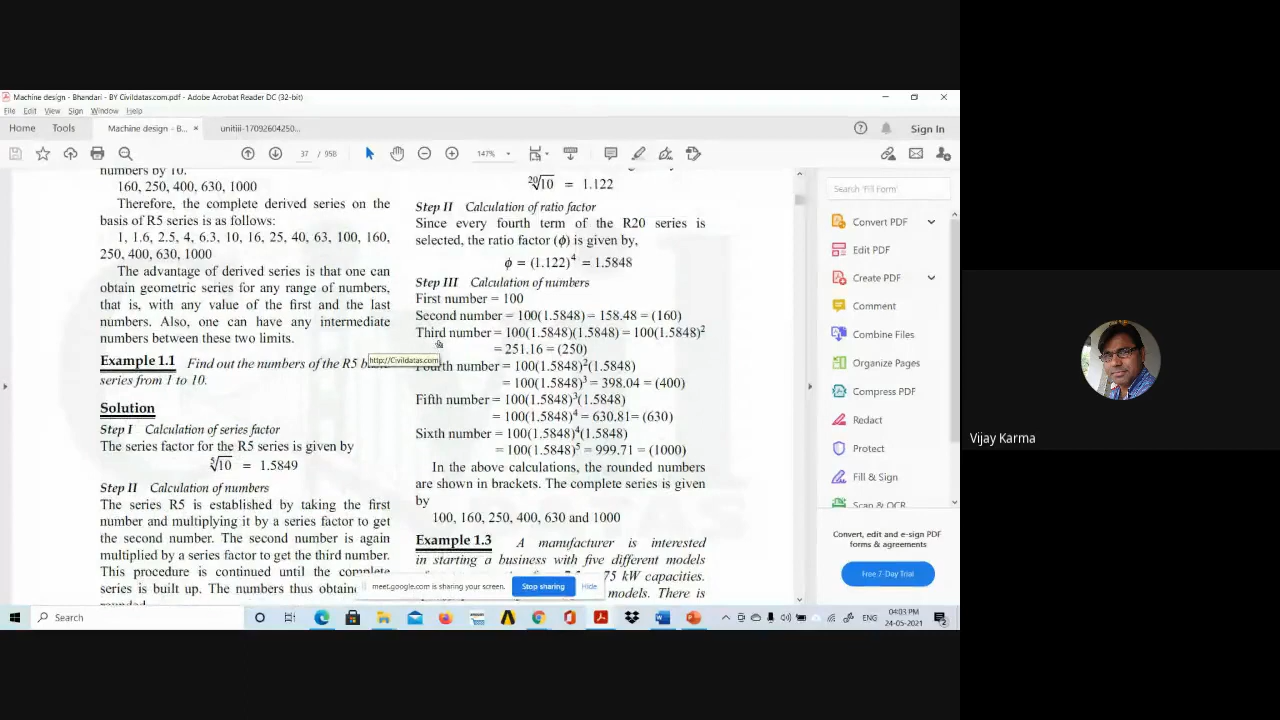 Machine design - Bhandari - BY Civildatas.com.pdf - Adobe Acrobat Reader DC (32-bit)
File Edit View Sign Window Help
Home Tools Machine design - B... × unitiii-17092604250... Sign In
37 / 958 147%
numbers by 10.
160, 250, 400, 630, 1000
Therefore, the complete derived series on the
basis of R5 series is as follows:
1, 1.6, 2.5, 4, 6.3, 10, 16, 25, 40, 63, 100, 160,
250, 400, 630, 1000
The advantage of derived series is that one can
obtain geometric series for any range of numbers,
that is, with any value of the first and the last
numbers. Also, one can have any intermediate
numbers between these two limits.
http://Civildatas.com
Example 1.1 Find out the numbers of the R5
series from 1 to 10.
Solution
Step I Calculation of series factor
The series factor for the R5 series is given by
⁵√10 = 1.5849
Step II Calculation of numbers
The series R5 is established by taking the first
number and multiplying it by a series factor to get
the second number. The second number is again
multiplied by a series factor to get the third number.
This procedure is continued until the complete
series is built up. The numbers thus
²⁰√10 = 1.122
Step II Calculation of ratio factor
Since every fourth term of the R20 series is
selected, the ratio factor (ϕ) is given by,
ϕ = (1.122)⁴ = 1.5848
Step III Calculation of numbers
First number = 100
Second number = 100(1.5848) = 158.48 = (160)
Third number = 100(1.5848)(1.5848) = 100(1.5848)²
= 251.16 = (250)
Fourth number = 100(1.5848)²(1.5848)
= 100(1.5848)³ = 398.04 = (400)
Fifth number = 100(1.5848)³(1.5848)
= 100(1.5848)⁴ = 630.81= (630)
Sixth number = 100(1.5848)⁴(1.5848)
= 100(1.5848)⁵ = 999.71 = (1000)
In the above calculations, the rounded numbers
are shown in brackets. The complete series is given
by
100, 160, 250, 400, 630 and 1000
Example 1.3 A manufacturer is interested
in starting a business with five different models
75 kW capacities.
models. There is
meet.google.com is sharing your screen. Stop sharing Hide
Search 'Fill Form'
Convert PDF
Edit PDF
Create PDF
Comment
Combine Files
Organize Pages
Compress PDF
Redact
Protect
Fill & Sign
Scan & OCR
Convert, edit and e-sign PDF
forms & agreements
Free 7-Day Trial
Search
ENG
04:03 PM
24-05-2021
2
Vijay Karma